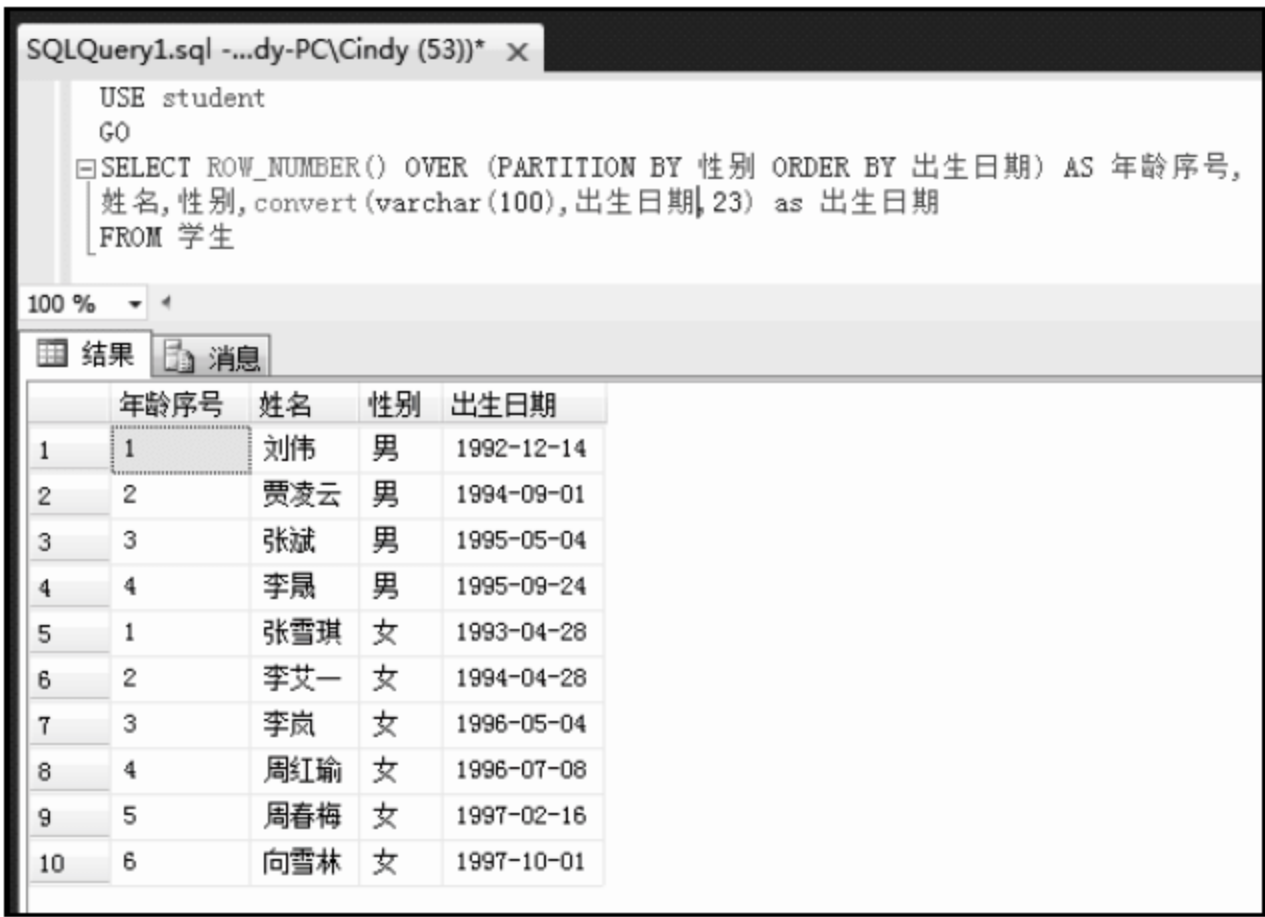 SQLQuery1.sql -...dy-PC\Cindy (53))* ×
USE student
GO
SELECT ROW_NUMBER() OVER (PARTITION BY 性别 ORDER BY 出生日期) AS 年龄序号,
姓名,性别,convert(varchar(100),出生日期,23) as 出生日期
FROM 学生
100 %
结果 消息
年龄序号 姓名 性别 出生日期
1 1 刘伟 男 1992-12-14
2 2 贾凌云 男 1994-09-01
3 3 张斌 男 1995-05-04
4 4 李晟 男 1995-09-24
5 1 张雪琪 女 1993-04-28
6 2 李艾一 女 1994-04-28
7 3 李岚 女 1996-05-04
8 4 周红瑜 女 1996-07-08
9 5 周春梅 女 1997-02-16
10 6 向雪林 女 1997-10-01